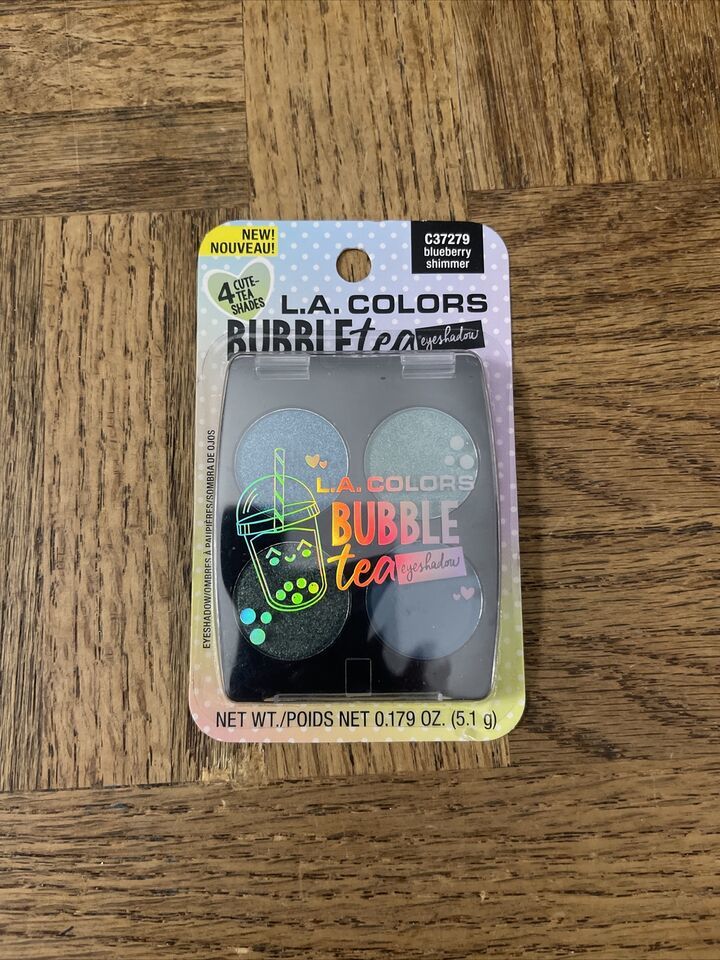 NEW!
NOUVEAU!
C37279
blueberry
shimmer
4 CUTE-
TEA
SHADES
L.A. COLORS
BUBBLE tea eyeshadow
EYESHADOW/OMBRES À PAUPIÈRES/SOMBRA DE OJOS
L.A. COLORS
BUBBLE
tea eyeshadow
NET WT./POIDS NET 0.179 OZ. (5.1 g)